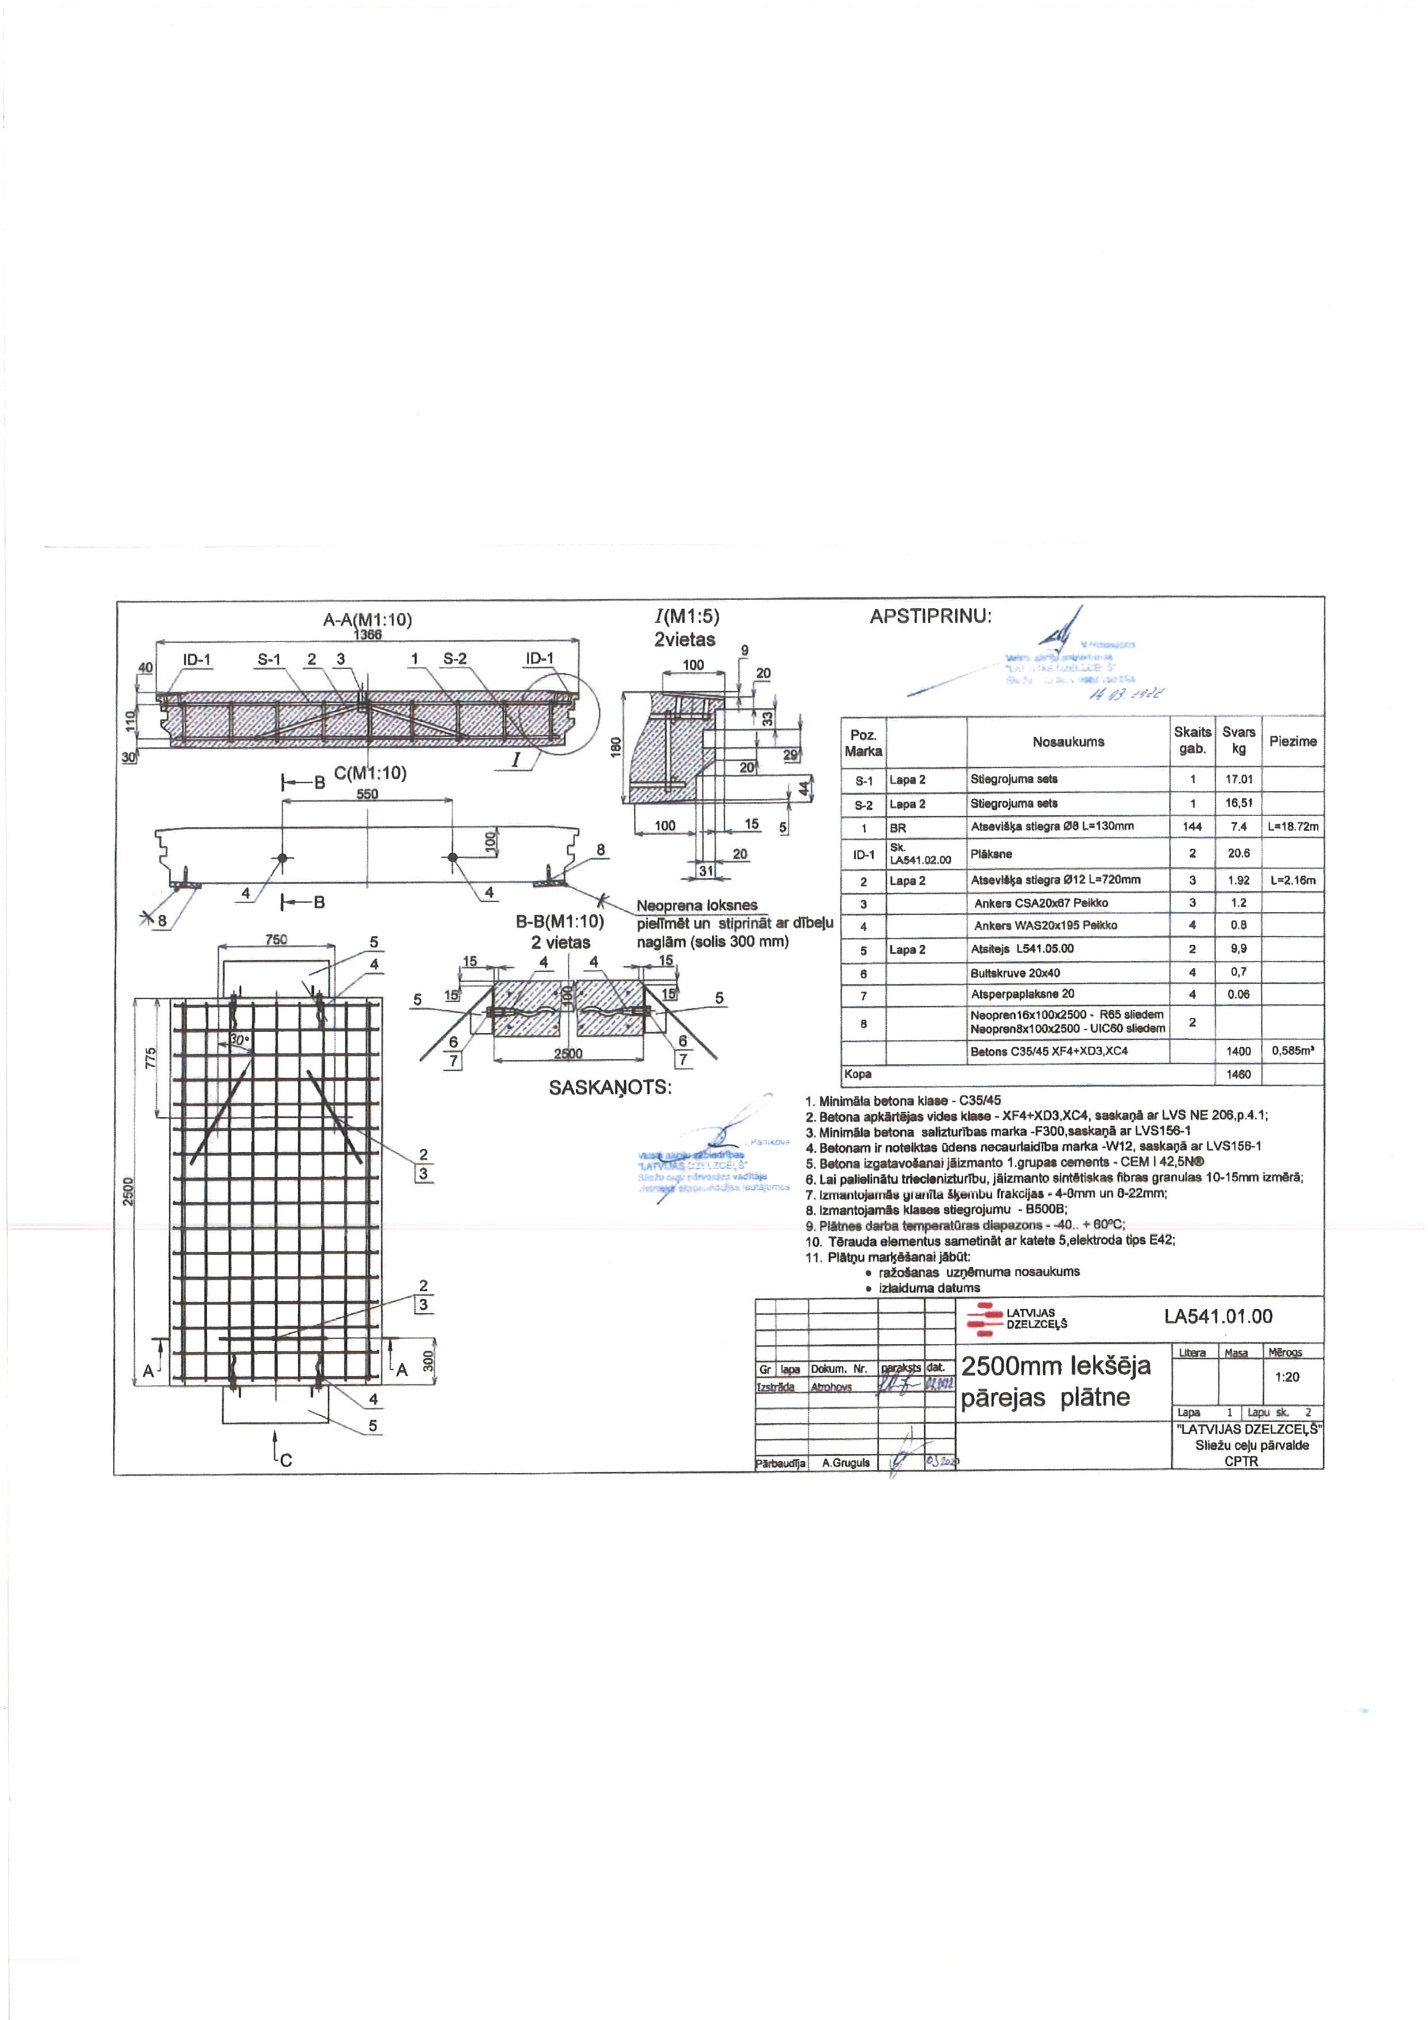 A-A(M1:10)
1366
40
ID-1
S-1
2
3
1
S-2
ID-1
110
30
I
I(M1:5)
2vietas
100
9
20
33
180
29
20
44
100
15
5
20
31
B
C(M1:10)
550
100
8
4
4
B
8
Neoprena loksnes
pielīmēt un stiprināt ar dībeļu
naglām (solis 300 mm)
B-B(M1:10)
2 vietas
15
4
4
15
15
15
5
5
100
6
7
6
7
2500
750
5
4
30°
775
2
3
2500
2
3
A
A
300
4
5
C
SASKAŅOTS:
APSTIPRINU:
Poz. Marka Nosaukums Skaits gab. Svars kg Piezime
S-1 Lapa 2 Stiegrojuma sets 1 17.01
S-2 Lapa 2 Stiegrojuma sets 1 16,51
1 BR Atsevišķa stiegra Ø8 L=130mm 144 7.4 L=18.72m
ID-1 Sk. LA541.02.00 Plāksne 2 20.6
2 Lapa 2 Atsevišķa stiegra Ø12 L=720mm 3 1.92 L=2.16m
3 Ankers CSA20x67 Peikko 3 1.2
4 Ankers WAS20x195 Peikko 4 0.8
5 Lapa 2 Atsitejs L541.05.00 2 9,9
6 Bultskruve 20x40 4 0,7
7 Atsperpaplaksne 20 4 0.06
8 Neopren16x100x2500 - R65 sliedem 2
Neopren8x100x2500 - UIC60 sliedem
Betons C35/45 XF4+XD3,XC4 1400 0,585m³
Kopa 1460
1. Minimāla betona klase - C35/45
2. Betona apkārtējas vides klase - XF4+XD3,XC4, saskaņā ar LVS NE 206,p.4.1;
3. Minimāla betona salizturības marka -F300,saskaņā ar LVS156-1
4. Betonam ir noteiktas ūdens necaurlaidība marka -W12, saskaņā ar LVS156-1
5. Betona izgatavošanai jāizmanto 1.grupas cements - CEM I 42,5N®
6. Lai palielinātu triecienizturību, jāizmanto sintētiskas fibras granulas 10-15mm izmērā;
7. Izmantojamās granīta šķembu frakcijas - 4-8mm un 8-22mm;
8. Izmantojamās klases stiegrojumu - B500B;
9. Plātnes darba temperatūras diapazons - -40.. + 60°C;
10. Tērauda elementus sametināt ar katete 5,elektroda tips E42;
11. Plātņu marķēšanai jābūt:
• ražošanas uzņēmuma nosaukums
• izlaiduma datums
LATVIJAS
DZELZCEĻŠ
LA541.01.00
Gr lapa Dokum. Nr. paraksts dat.
Izstrāda Atrohovs
Pārbaudīja A.Gruguls
2500mm Iekšēja
pārejas plātne
Litera Masa Mērogs
1:20
Lapa 1 Lapu sk. 2
"LATVIJAS DZELZCEĻŠ"
Sliežu ceļu pārvalde
CPTR